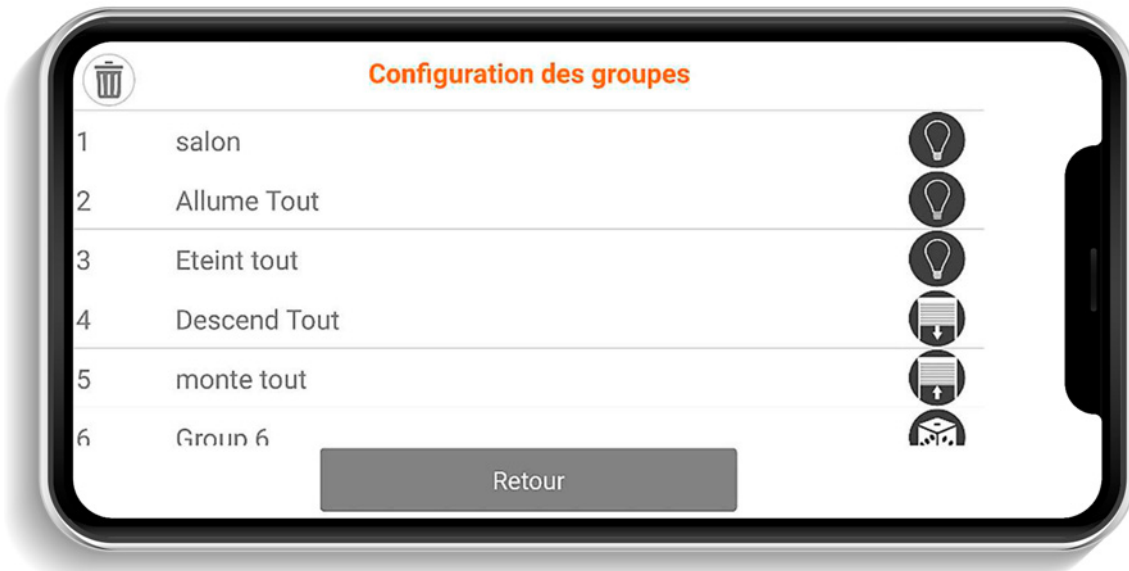 Configuration des groupes
1 salon
2 Allume Tout
3 Eteint tout
4 Descend Tout
5 monte tout
6 Group 6
Retour